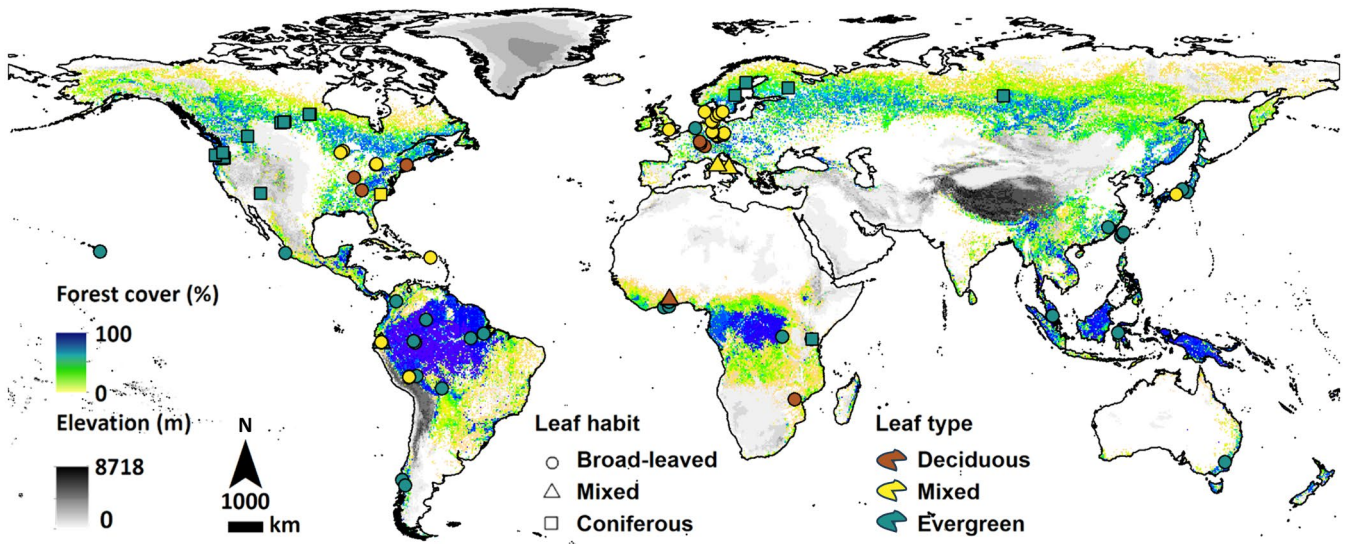 Forest cover (%)
100
0
Elevation (m)
8718
0
N
1000
km
Leaf habit
Broad-leaved
Mixed
Coniferous
Leaf type
Deciduous
Mixed
Evergreen